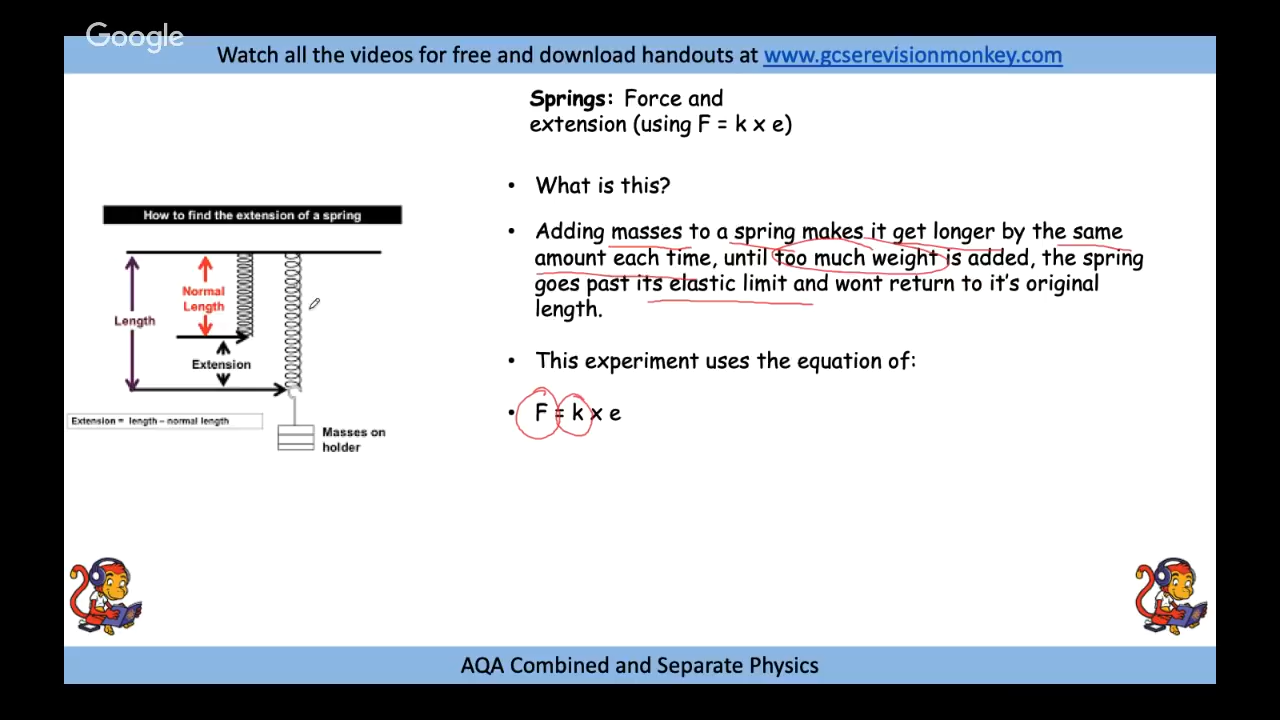 Google
Watch all the videos for free and download handouts at www.gcserevisionmonkey.com
Springs: Force and
extension (using F = k x e)
• What is this?
• Adding masses to a spring makes it get longer by the same
amount each time, until too much weight is added, the spring
goes past its elastic limit and wont return to it's original
length.
• This experiment uses the equation of:
• F = k x e
How to find the extension of a spring
Normal
Length
Length
Extension
Extension = length – normal length
Masses on
holder
AQA Combined and Separate Physics